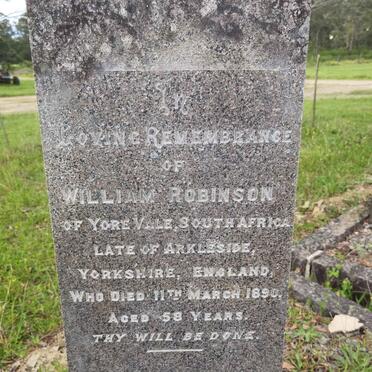 IN
LOVING REMEMBRANCE
OF
WILLIAM ROBINSON
OF YORE VALE, SOUTH AFRICA
LATE OF ARKLESIDE,
YORKSHIRE, ENGLAND,
WHO DIED 11TH MARCH 1890,
AGED 58 YEARS.
THY WILL BE DONE.